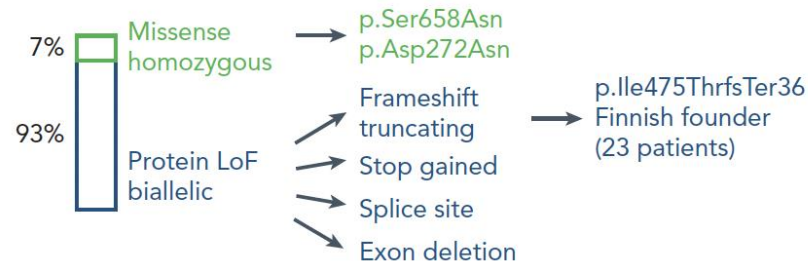 7%
Missense
homozygous
p.Ser658Asn
p.Asp272Asn
93%
Protein LoF
biallelic
Frameshift
truncating
Stop gained
Splice site
Exon deletion
p.Ile475ThrfsTer36
Finnish founder
(23 patients)